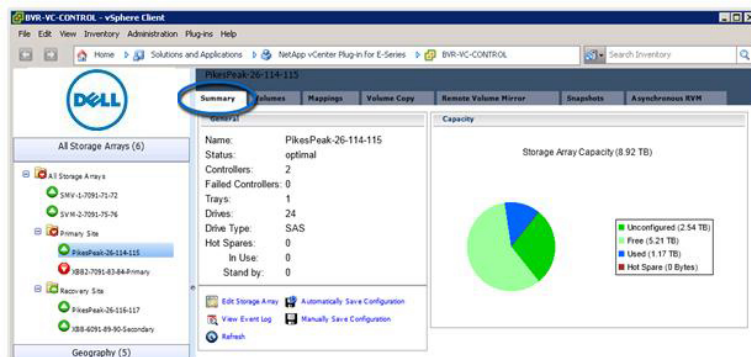 BVR-VC-CONTROL - vSphere Client
File Edit View Inventory Administration Plug-ins Help
Home Solutions and Applications NetApp vCenter Plug-in for E-Series BVR-VC-CONTROL Search Inventory
DELL
All Storage Arrays (6)
All Storage Arrays
SMV-1-7091-71-72
SVM-2-7091-75-76
Primary Site
PikesPeak-26-114-115
XBB2-7091-83-84-Primary
Recovery Site
PikesPeak-26-116-117
XBB-6091-89-90-Secondary
Geography (5)
PikesPeak-26-114-115
Summary Volumes Mappings Volume Copy Remote Volume Mirror Snapshots Asynchronous RVM
General
Name: PikesPeak-26-114-115
Status: optimal
Controllers: 2
Failed Controllers: 0
Trays: 1
Drives: 24
Drive Type: SAS
Hot Spares: 0
In Use: 0
Stand by: 0
Edit Storage Array Automatically Save Configuration
View Event Log Manually Save Configuration
Refresh
Capacity
Storage Array Capacity (8.92 TB)
Unconfigured (2.54 TB)
Free (5.21 TB)
Used (1.17 TB)
Hot Spare (0 Bytes)